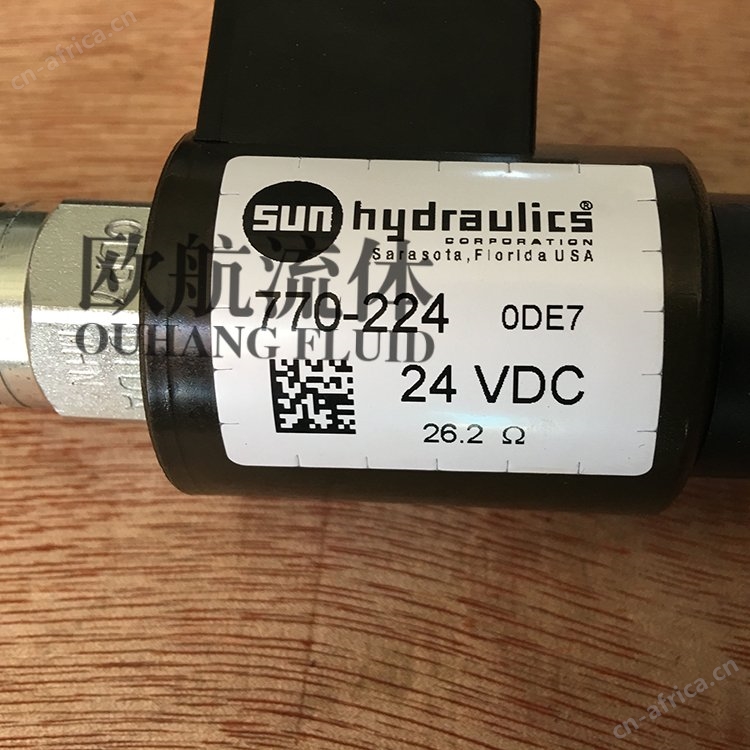 cn-africa.cn
sun hydraulics®
CORPORATION
Sarasota, Florida USA
欧航流体
770-224 0DE7
OUHANG FLUID
24 VDC
26.2 Ω
cn-africa.cn